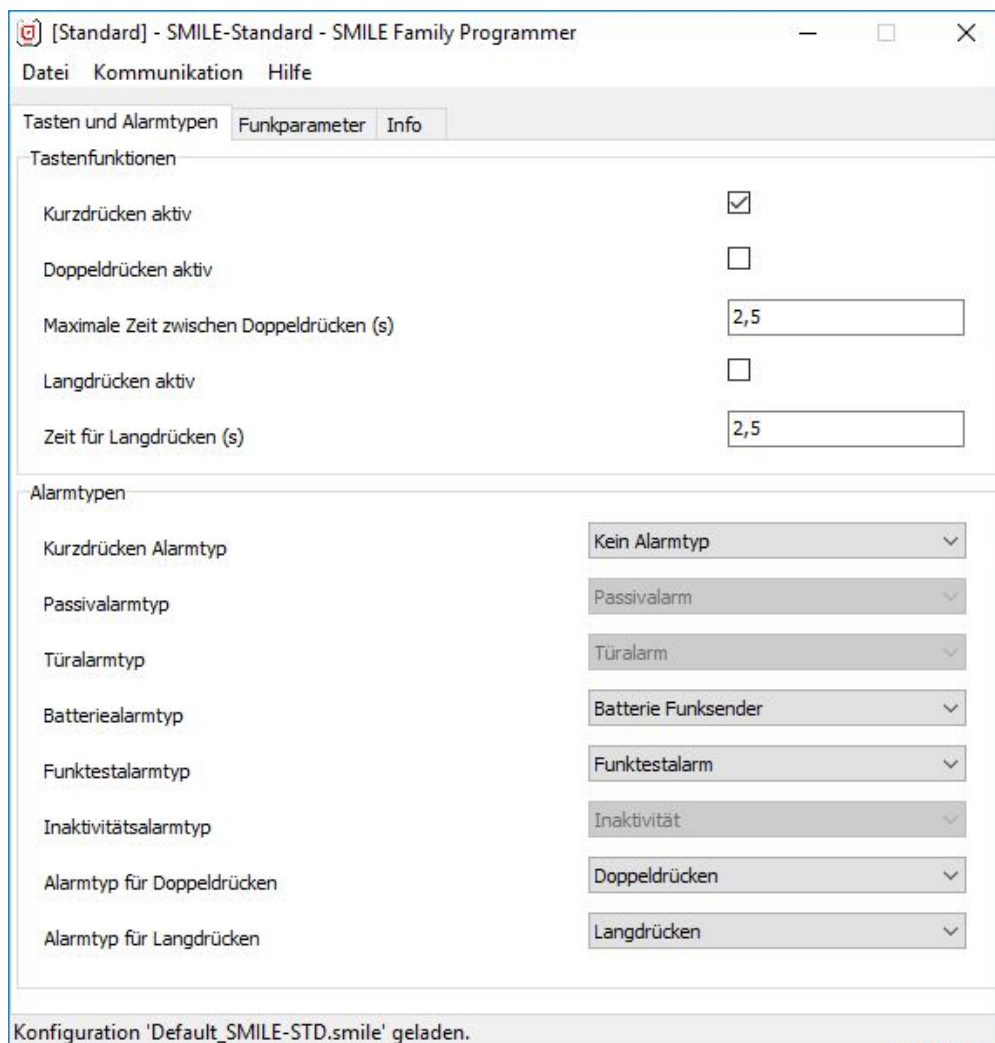 [Standard] - SMILE-Standard - SMILE Family Programmer
Datei Kommunikation Hilfe
Tasten und Alarmtypen Funkparameter Info
Tastenfunktionen
Kurzdrücken aktiv
Doppeldrücken aktiv
Maximale Zeit zwischen Doppeldrücken (s) 2,5
Langdrücken aktiv
Zeit für Langdrücken (s) 2,5
Alarmtypen
Kurzdrücken Alarmtyp Kein Alarmtyp
Passivalarmtyp Passivalarm
Türalarmtyp Türalarm
Batteriealarmtyp Batterie Funksender
Funktestalarmtyp Funktestalarm
Inaktivitätsalarmtyp Inaktivität
Alarmtyp für Doppeldrücken Doppeldrücken
Alarmtyp für Langdrücken Langdrücken
Konfiguration 'Default_SMILE-STD.smile' geladen.